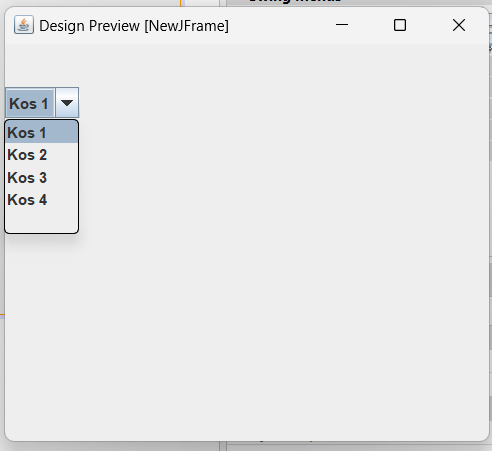 Design Preview [NewJFrame]
Kos 1
Kos 1
Kos 2
Kos 3
Kos 4